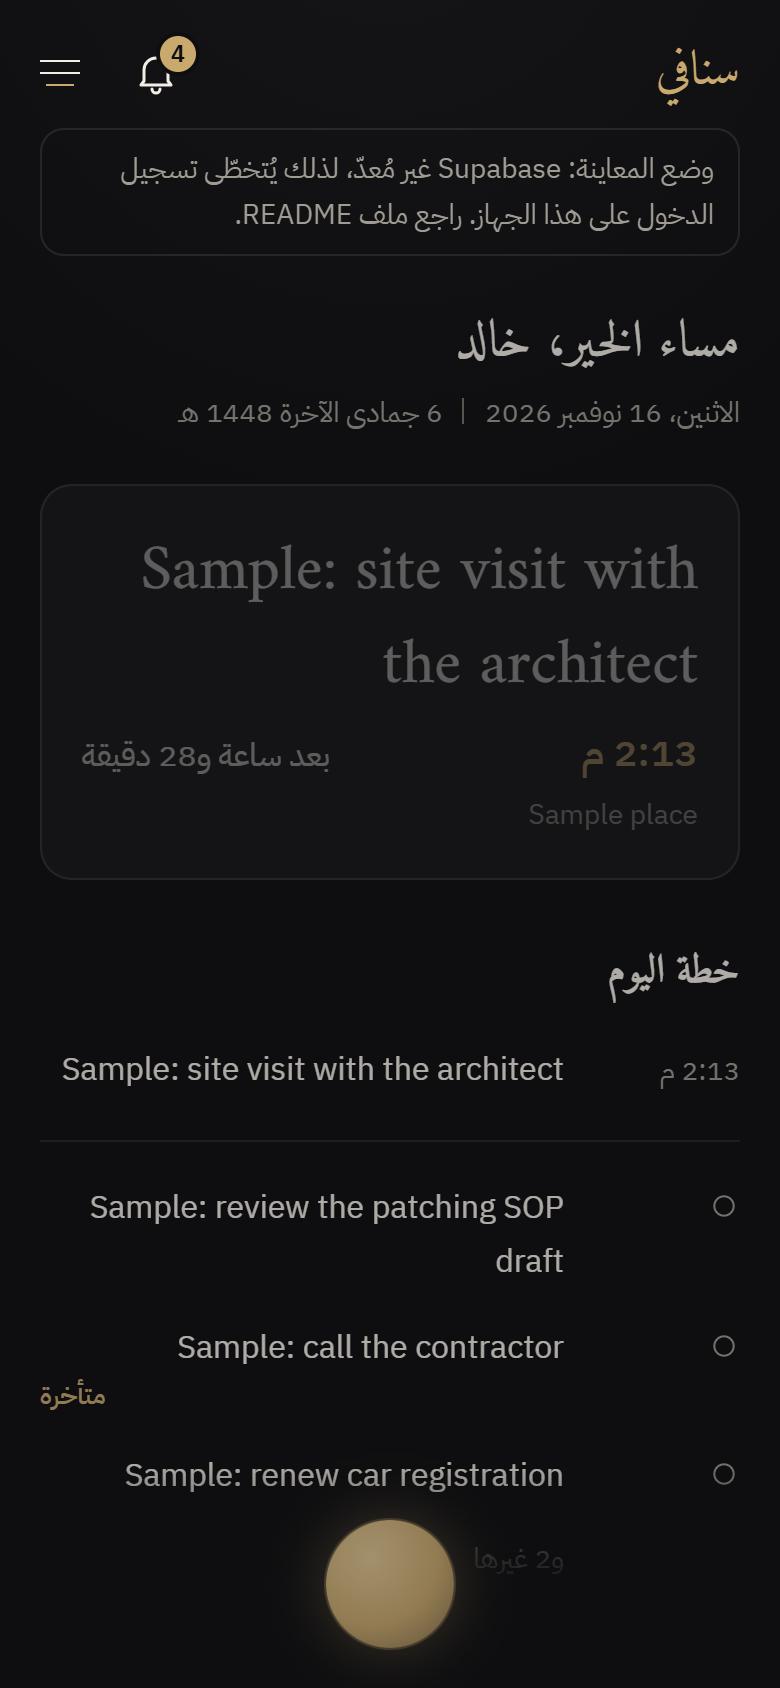 سنافي
4
وضع المعاينة: Supabase غير مُعدّ، لذلك يُتخطّى تسجيل
الدخول على هذا الجهاز. راجع ملف README.
مساء الخير، خالد
الاثنين، 16 نوفمبر 2026 | 6 جمادى الآخرة 1448 هـ
Sample: site visit with
the architect
2:13 م
بعد ساعة و28 دقيقة
Sample place
خطة اليوم
2:13 م
Sample: site visit with the architect
Sample: review the patching SOP
draft
Sample: call the contractor
متأخرة
Sample: renew car registration
و2 غيرها